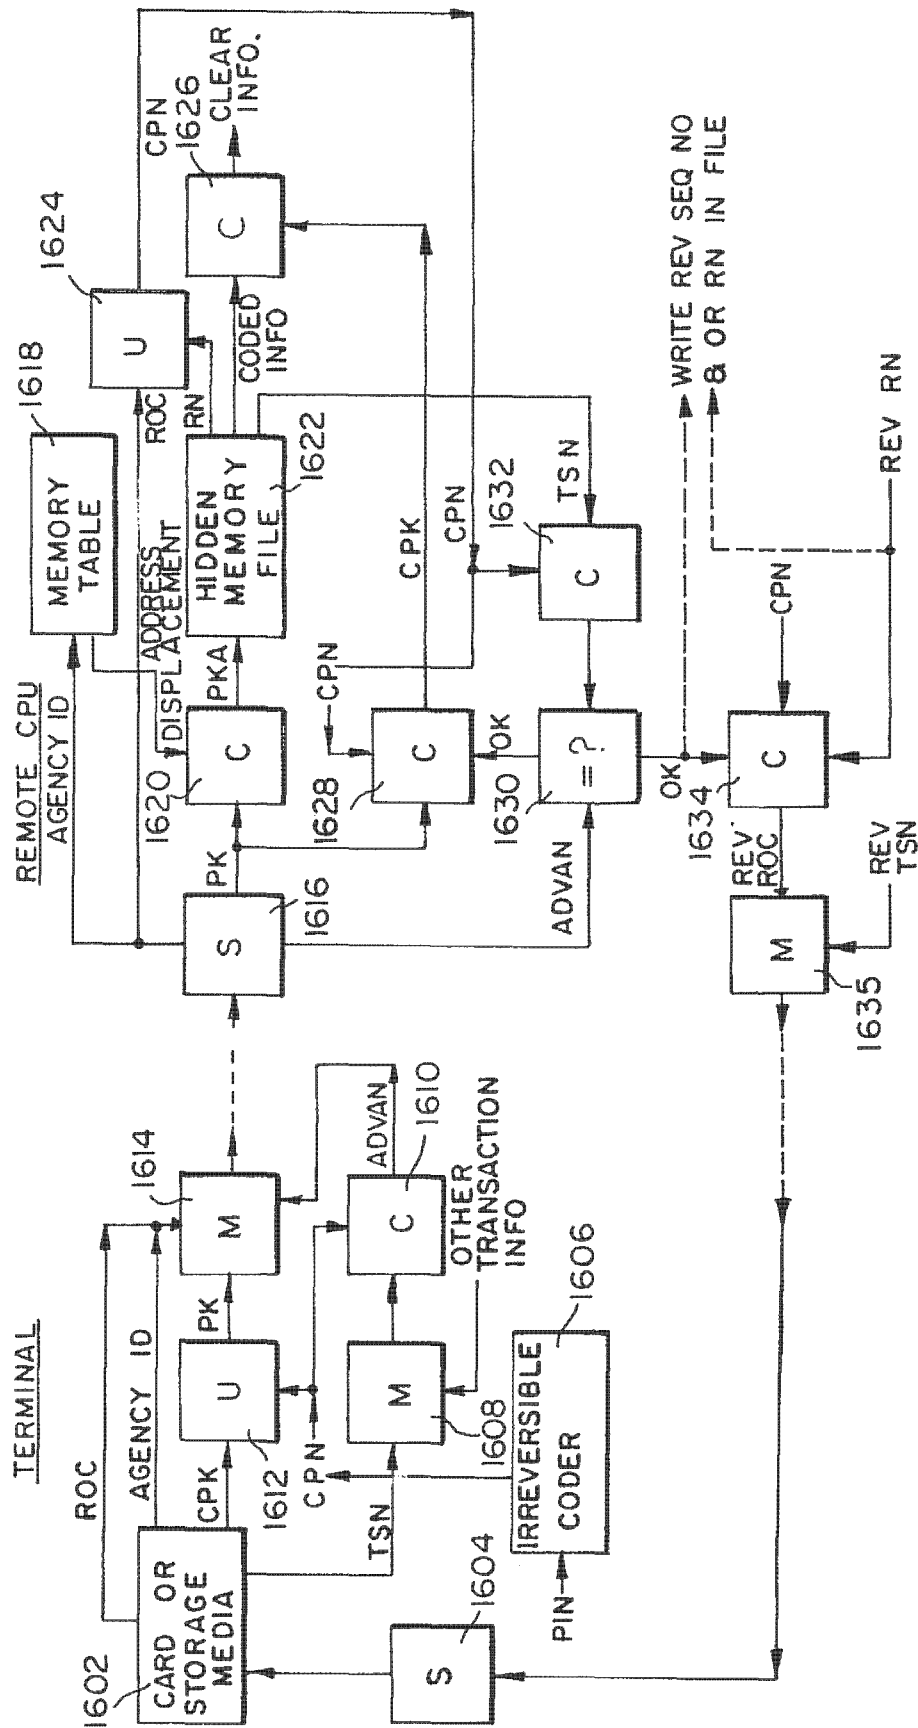 TERMINAL
ROC
AGENCY ID
1602
CARD OR
STORAGE
MEDIA
CPK
1612
U
PK
1614
M
CPN
TSN
1608
M
C
1610
ADVAN
OTHER
TRANSACTION
INFO
1604
S
PIN
IRREVERSIBLE
CODER
1606
REMOTE CPU
AGENCY ID
MEMORY
TABLE
1618
1624
U
CPN
ROC
ADDRESS
DISPLACEMENT
RN
1616
S
PK
1620
C
PKA
HIDDEN
MEMORY
FILE
1622
CODED
INFO
1626
C
CLEAR
INFO.
CPN
1628
C
CPK
CPN
OK
ADVAN
1630
= ?
1632
C
TSN
OK
WRITE REV SEQ NO
& OR RN IN FILE
1634
C
CPN
REV RN
REV
ROC
1635
M
REV
TSN